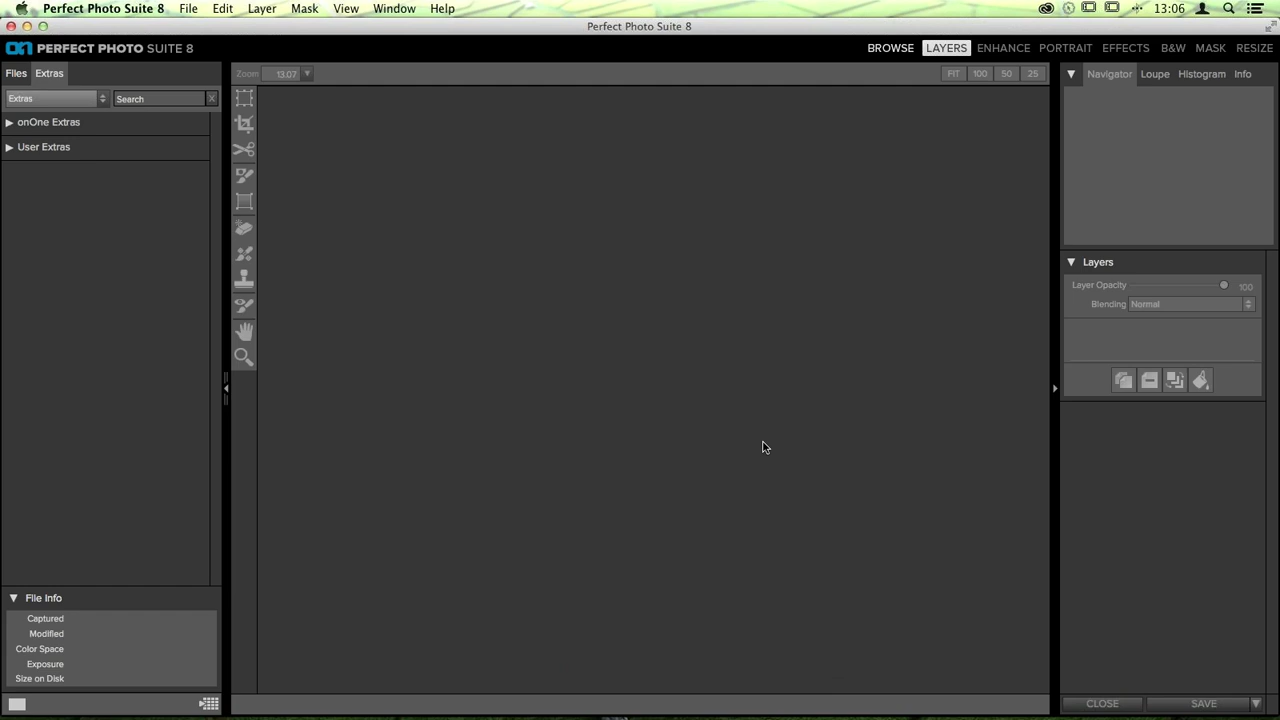 Perfect Photo Suite 8 File Edit Layer Mask View Window Help 13:06
Perfect Photo Suite 8
on PERFECT PHOTO SUITE 8 BROWSE LAYERS ENHANCE PORTRAIT EFFECTS B&W MASK RESIZE
Files Extras Zoom 13.07 FIT 100 50 25 Navigator Loupe Histogram Info
Extras Search X
onOne Extras
User Extras
Layers
Layer Opacity 100
Blending Normal
File Info
Captured
Modified
Color Space
Exposure
Size on Disk
CLOSE SAVE